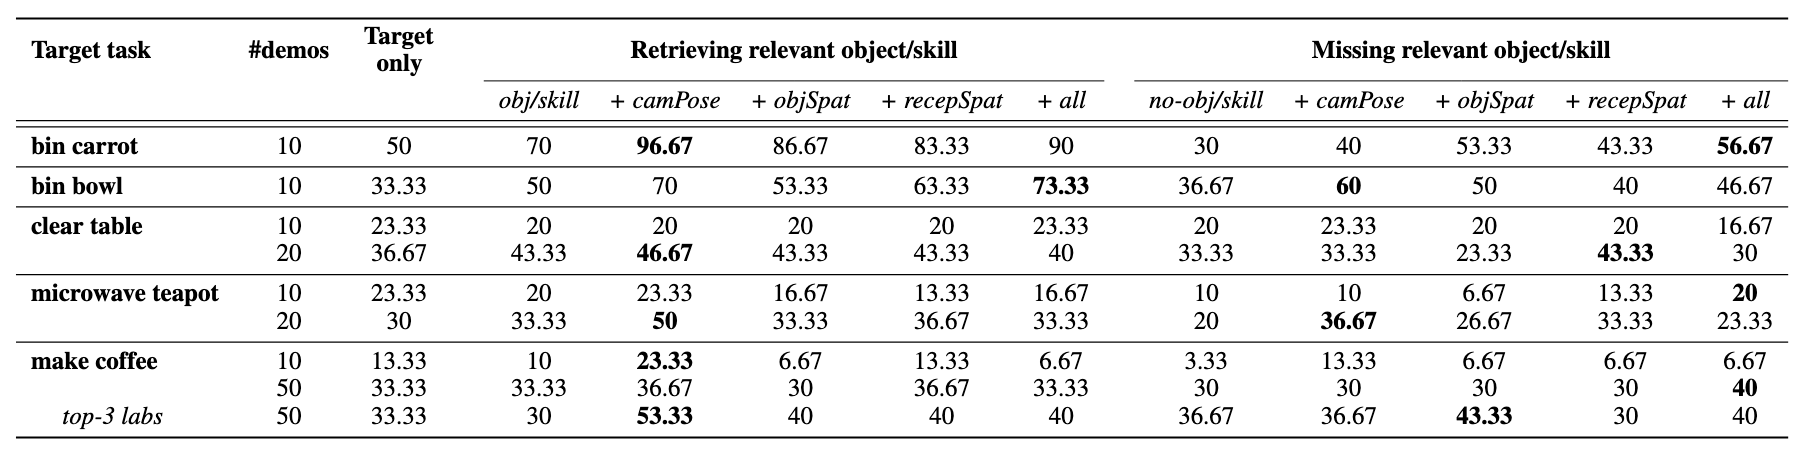 Target task #demos Target only Retrieving relevant object/skill Missing relevant object/skill
obj/skill + camPose + objSpat + recepSpat + all no-obj/skill + camPose + objSpat + recepSpat + all
bin carrot 10 50 70 96.67 86.67 83.33 90 30 40 53.33 43.33 56.67
bin bowl 10 33.33 50 70 53.33 63.33 73.33 36.67 60 50 40 46.67
clear table 10 23.33 20 20 20 20 23.33 20 23.33 20 20 16.67
20 36.67 43.33 46.67 43.33 43.33 40 33.33 33.33 23.33 43.33 30
microwave teapot 10 23.33 20 23.33 16.67 13.33 16.67 10 10 6.67 13.33 20
20 30 33.33 50 33.33 36.67 33.33 20 36.67 26.67 33.33 23.33
make coffee 10 13.33 10 23.33 6.67 13.33 6.67 3.33 13.33 6.67 6.67 6.67
50 33.33 33.33 36.67 30 36.67 33.33 30 30 30 30 40
top-3 labs 50 33.33 30 53.33 40 40 40 36.67 36.67 43.33 30 40